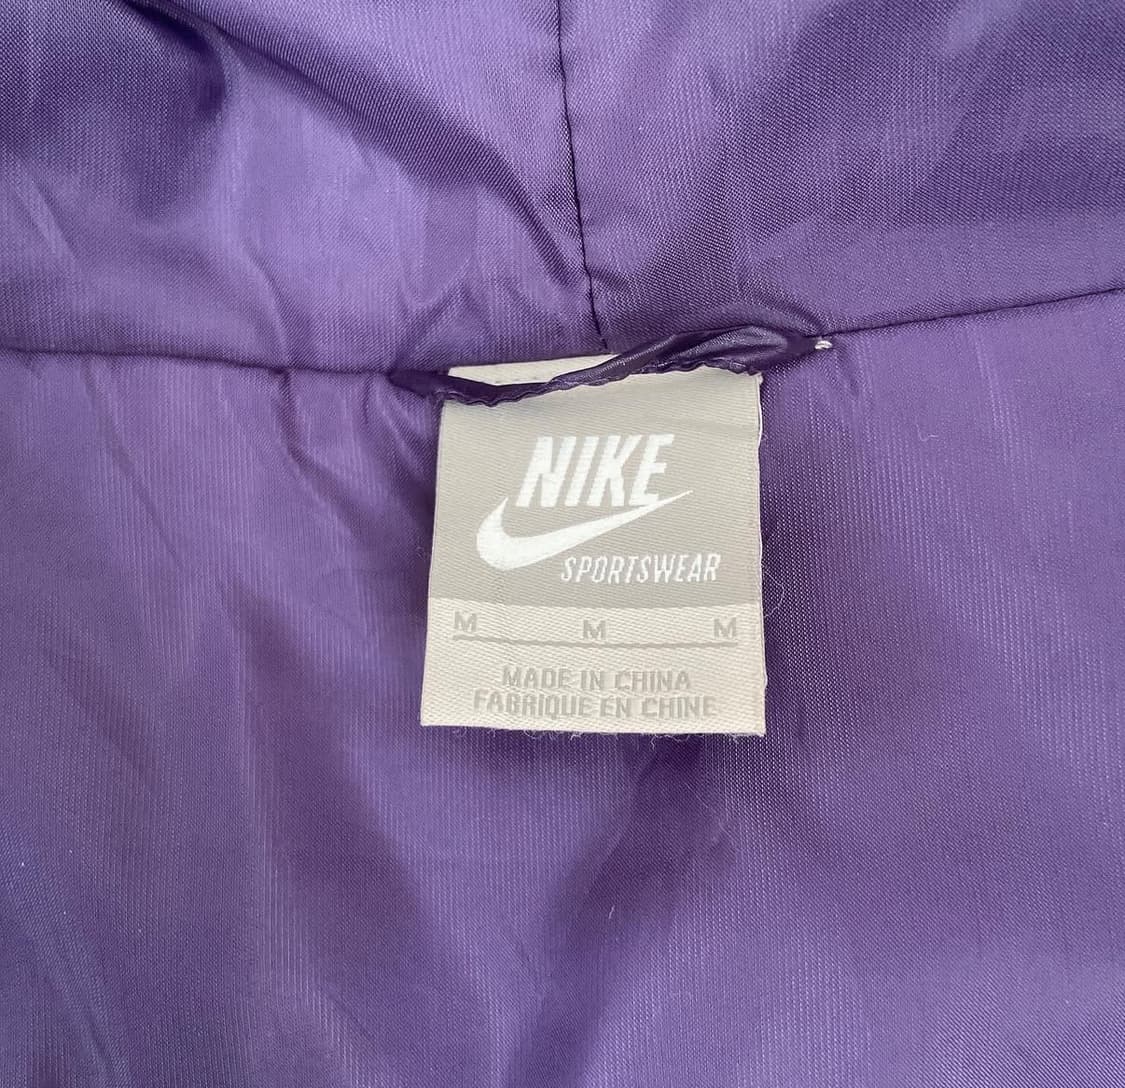 NIKE
SPORTSWEAR
M M M
MADE IN CHINA
FABRIQUE EN CHINE